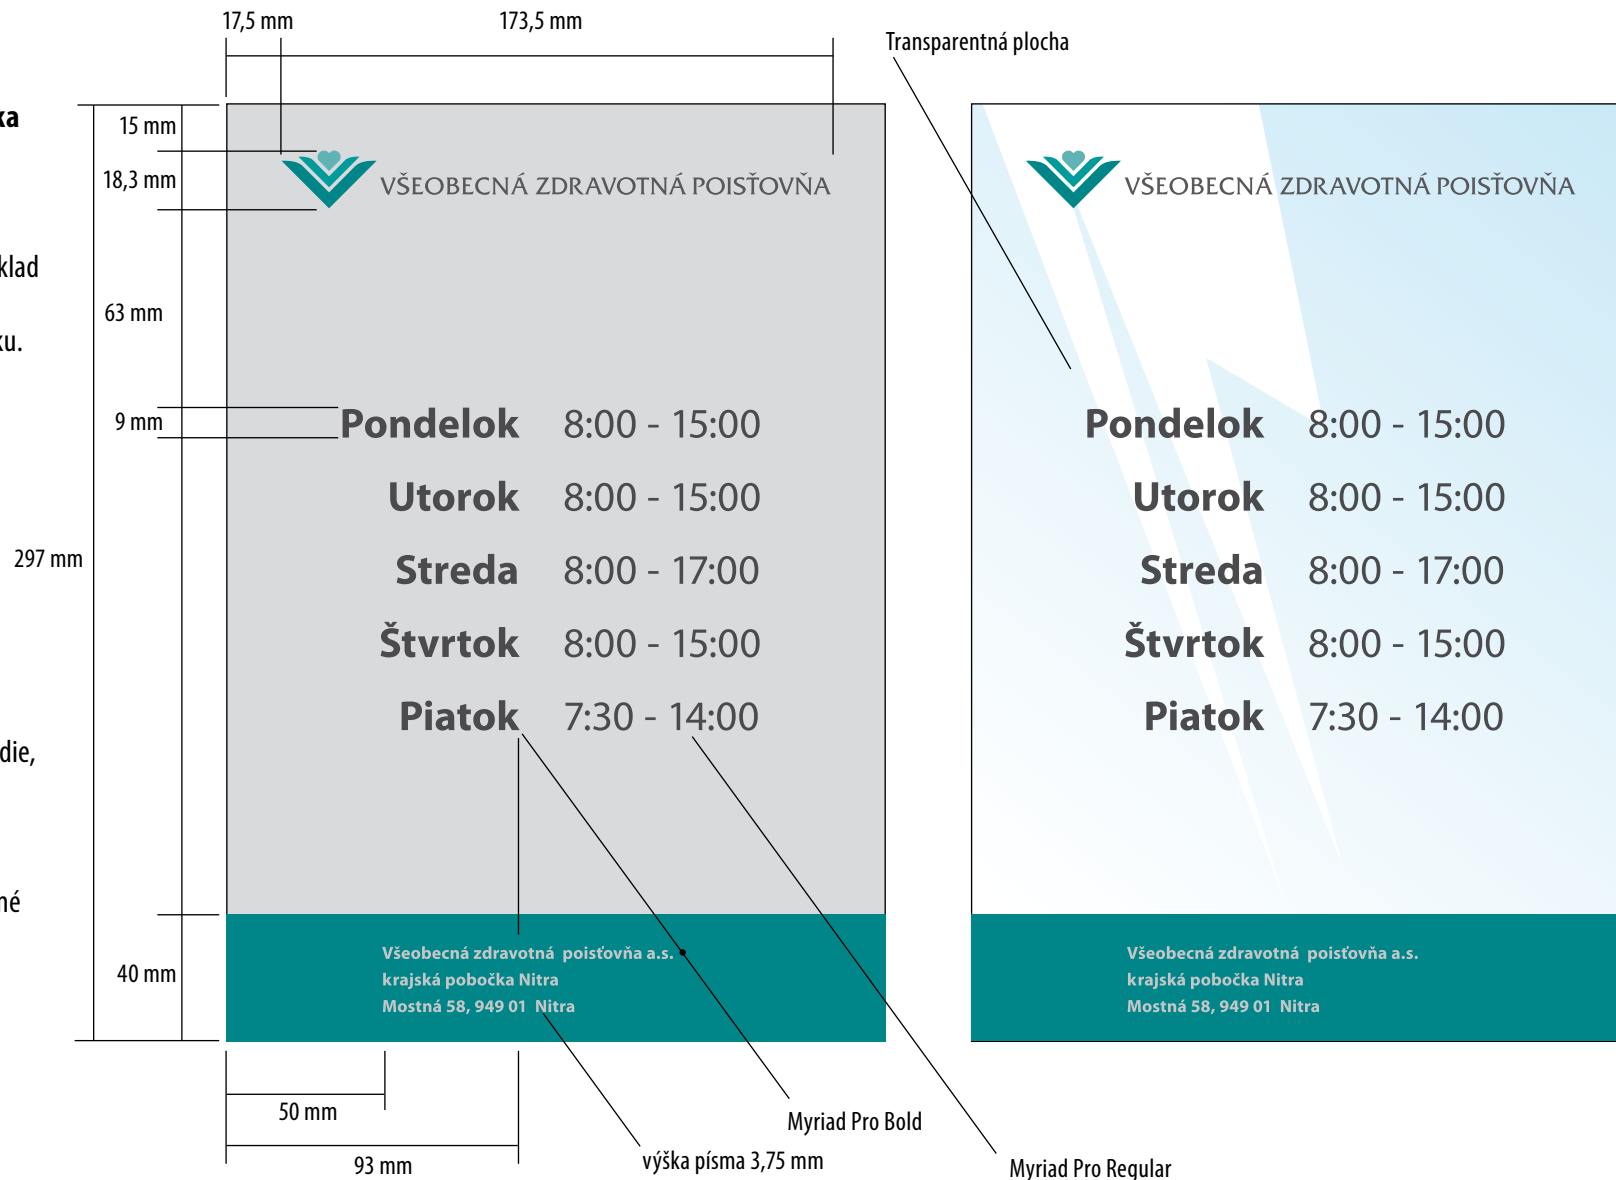 17,5 mm
173,5 mm
Transparentná plocha
ka
15 mm
18,3 mm
VŠEOBECNÁ ZDRAVOTNÁ POISŤOVŇA
VŠEOBECNÁ ZDRAVOTNÁ POISŤOVŇA
klad
63 mm
ku.
9 mm
Pondelok 8:00 - 15:00
Utorok 8:00 - 15:00
Streda 8:00 - 17:00
Štvrtok 8:00 - 15:00
Piatok 7:30 - 14:00
Pondelok 8:00 - 15:00
Utorok 8:00 - 15:00
Streda 8:00 - 17:00
Štvrtok 8:00 - 15:00
Piatok 7:30 - 14:00
297 mm
die,
né
40 mm
Všeobecná zdravotná poisťovňa a.s.
krajská pobočka Nitra
Mostná 58, 949 01 Nitra
Všeobecná zdravotná poisťovňa a.s.
krajská pobočka Nitra
Mostná 58, 949 01 Nitra
50 mm
93 mm
Myriad Pro Bold
výška písma 3,75 mm
Myriad Pro Regular